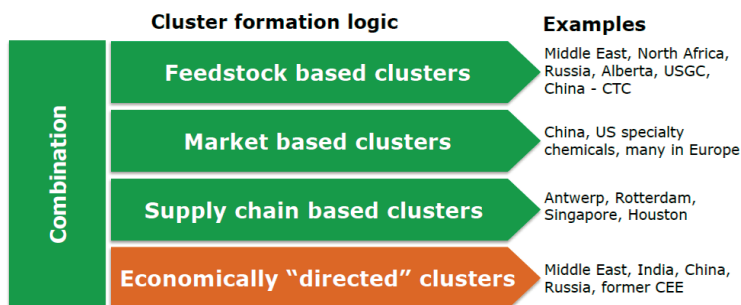 Cluster formation logic
Examples
Combination
Feedstock based clusters
Middle East, North Africa,
Russia, Alberta, USGC,
China - CTC
Market based clusters
China, US specialty
chemicals, many in Europe
Supply chain based clusters
Antwerp, Rotterdam,
Singapore, Houston
Economically “directed” clusters
Middle East, India, China,
Russia, former CEE